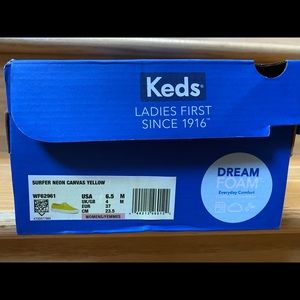 Keds
LADIES FIRST
SINCE 1916
SURFER NEON CANVAS YELLOW
WF62961
USA 6.5 M
UK/GB 4 M
EUR 37
CM 23.5
WOMENS/FEMMES
DREAM
FOAM
Everyday Comfort